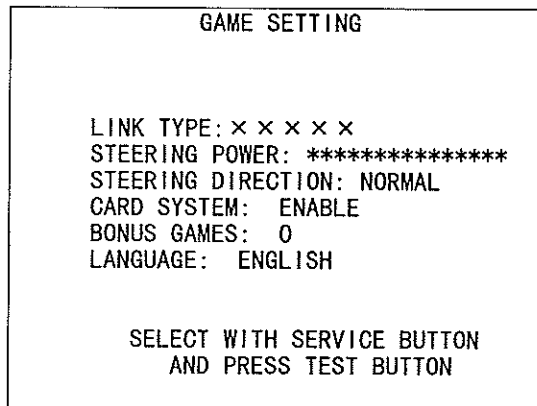 GAME SETTING
LINK TYPE: × × × × ×
STEERING POWER: ***************
STEERING DIRECTION: NORMAL
CARD SYSTEM: ENABLE
BONUS GAMES: 0
LANGUAGE: ENGLISH
SELECT WITH SERVICE BUTTON
AND PRESS TEST BUTTON